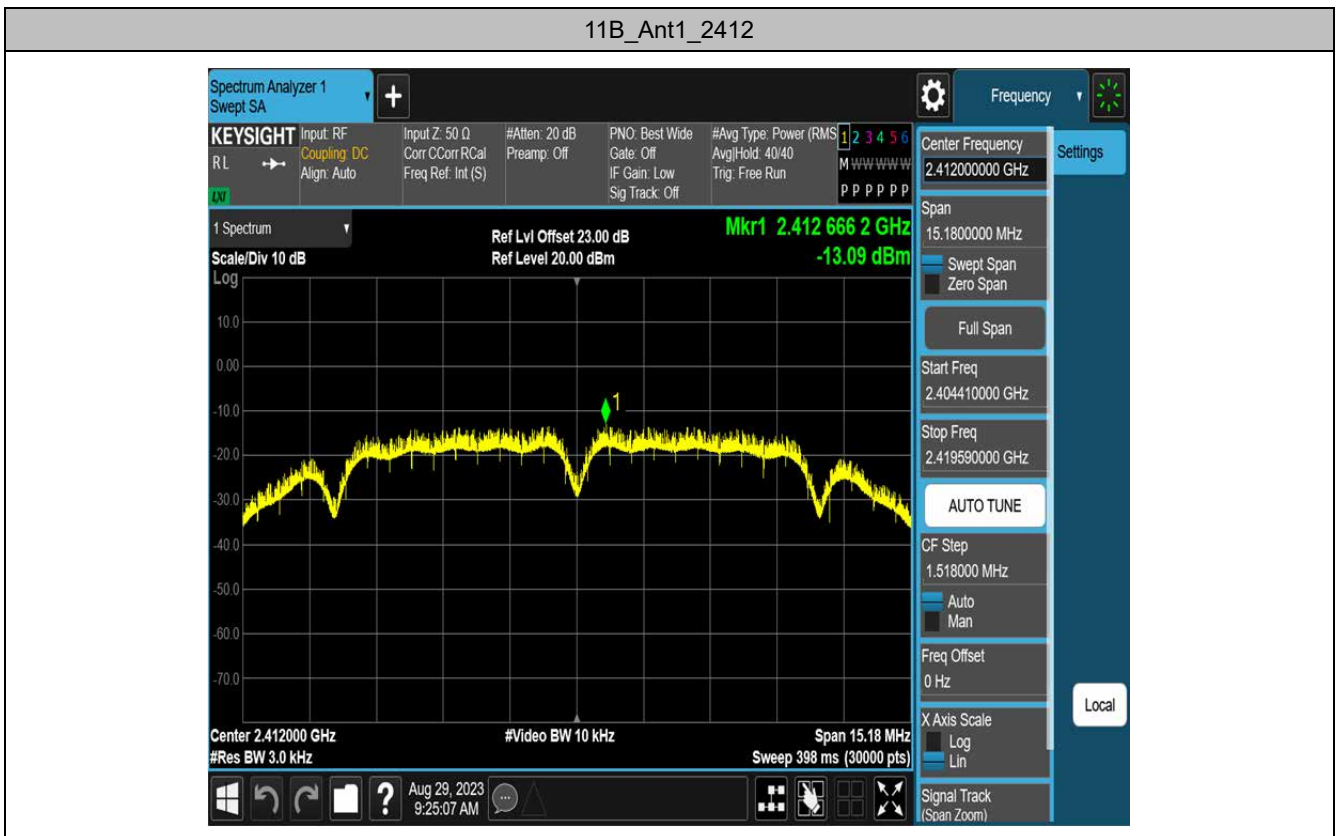 11B_Ant1_2412
Spectrum Analyzer 1
Swept SA
Frequency
KEYSIGHT
RL
LXI
Input: RF
Coupling: DC
Align: Auto
Input Z: 50 Ω
Corr CCorr RCal
Freq Ref: Int (S)
#Atten: 20 dB
Preamp: Off
PNO: Best Wide
Gate: Off
IF Gain: Low
Sig Track: Off
#Avg Type: Power (RMS
Avg|Hold: 40/40
Trig: Free Run
1 2 3 4 5 6
M W W W W W
P P P P P P
1 Spectrum
Scale/Div 10 dB
Ref Lvl Offset 23.00 dB
Ref Level 20.00 dBm
Mkr1 2.412 666 2 GHz
-13.09 dBm
Log
10.0
0.00
-10.0
-20.0
-30.0
-40.0
-50.0
-60.0
-70.0
1
Center 2.412000 GHz
#Res BW 3.0 kHz
#Video BW 10 kHz
Span 15.18 MHz
Sweep 398 ms (30000 pts)
Aug 29, 2023
9:25:07 AM
Center Frequency
2.412000000 GHz
Span
15.1800000 MHz
Swept Span
Zero Span
Full Span
Start Freq
2.404410000 GHz
Stop Freq
2.419590000 GHz
AUTO TUNE
CF Step
1.518000 MHz
Auto
Man
Freq Offset
0 Hz
X Axis Scale
Log
Lin
Signal Track
(Span Zoom)
Settings
Local